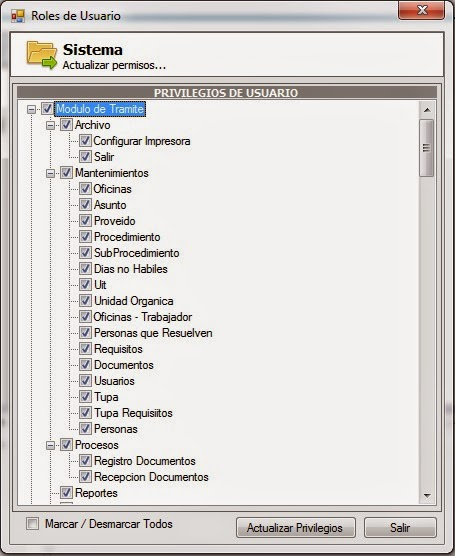 Roles de Usuario
Sistema
Actualizar permisos...
PRIVILEGIOS DE USUARIO
Modulo de Tramite
Archivo
Configurar Impresora
Salir
Mantenimientos
Oficinas
Asunto
Proveido
Procedimiento
SubProcedimiento
Dias no Habiles
Uit
Unidad Organica
Oficinas - Trabajador
Personas que Resuelven
Requisitos
Documentos
Usuarios
Tupa
Tupa Requisiitos
Personas
Procesos
Registro Documentos
Recepcion Documentos
Reportes
Marcar / Desmarcar Todos
Actualizar Privilegios
Salir